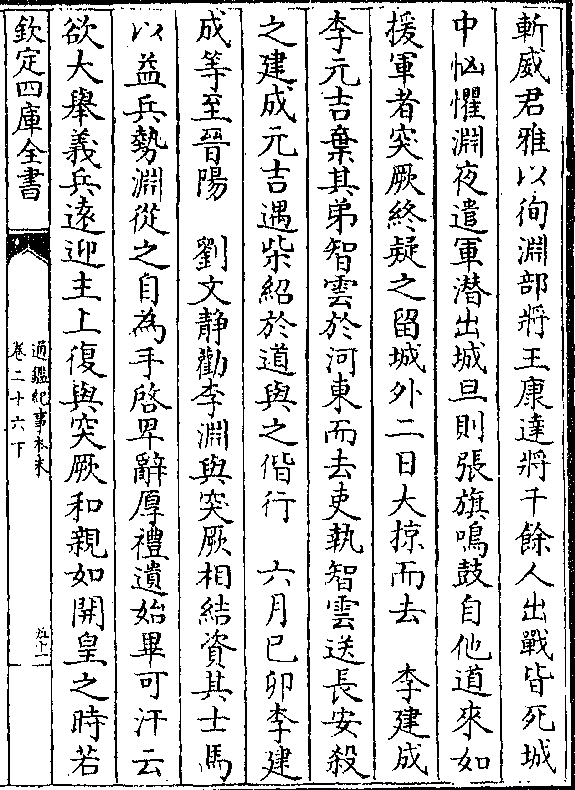 斬威君雅以徇淵部將王康達將千餘人出戰皆死城
中恟懼淵夜遣軍潛出城旦則張旗鳴鼓自他道來如
援軍者突厥終疑之留城外二日大掠而去　李建成
李元吉棄其弟智雲於河東而去吏執智雲送長安殺
之建成元吉遇柴紹於道與之偕行　六月己卯李建
成等至晉陽　劉文静勸李淵與突厥相結資其士馬
以益兵勢淵從之自為手啓卑辭厚禮遺始畢可汗云
欲大舉義兵遠迎主上復與突厥和親如開皇之時若
欽定四庫全書
通鑑紀事本末
卷二十六下